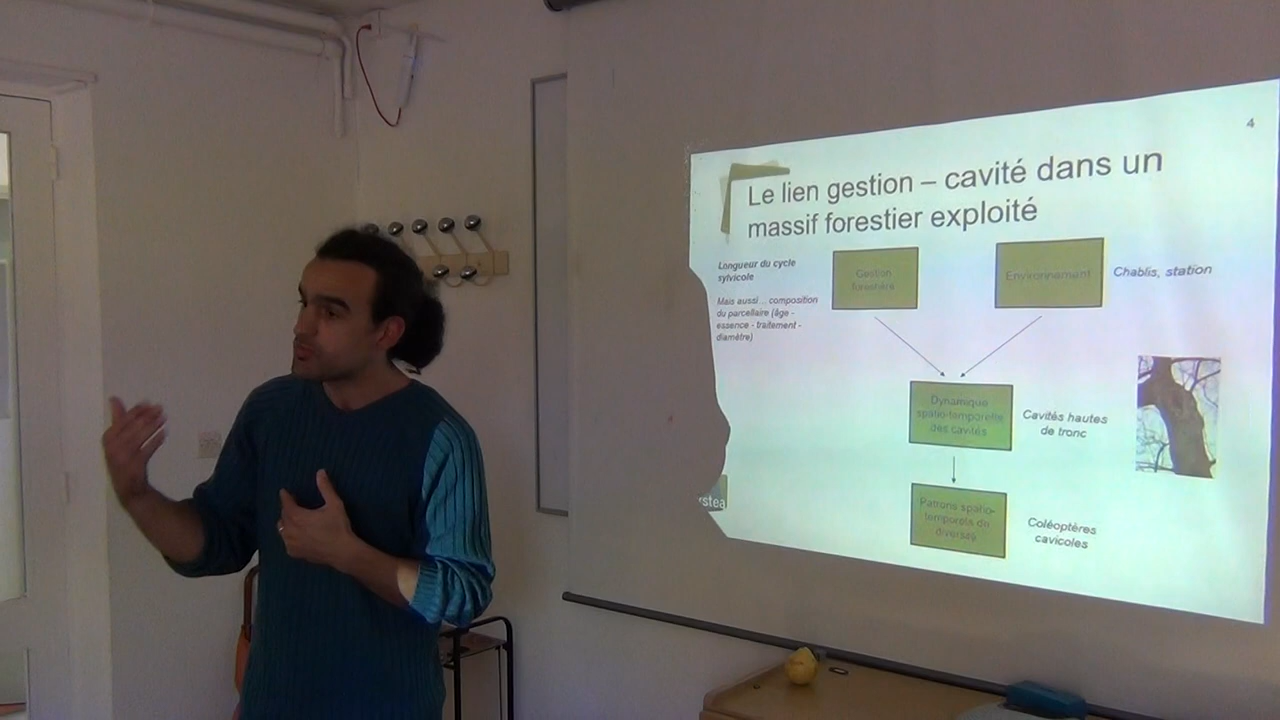 4
Le lien gestion – cavité dans un
massif forestier exploité
Longueur du cycle
sylvicole
Mais aussi... composition
du parcellaire (âge -
essence - traitement -
diamètre)
Gestion
forestière
Environnement
Chablis, station
Dynamique
spatio-temporelle
des cavités
Cavités hautes
de tronc
Patrons spatio-
temporels de
diversité
Coléoptères
cavicoles
rstea